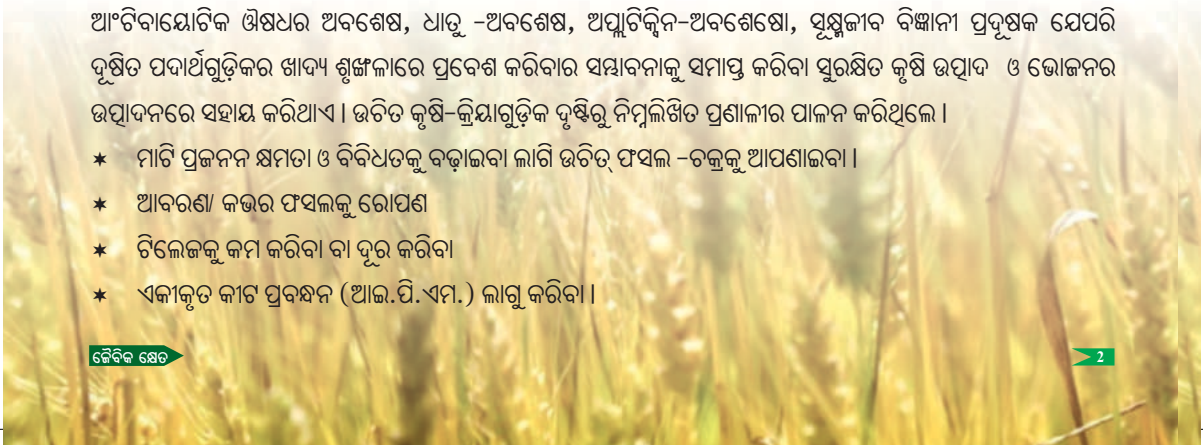 ଆଂଟିବାୟୋଟିକ ଔଷଧର ଅବଶେଷ, ଧାତୁ -ଅବଶେଷ, ଅପ୍ଲାଟିକ୍ସିନ-ଅବଶେଷୋ, ସୂକ୍ଷ୍ମଜୀବ ବିଜ୍ଞାନୀ ପ୍ରଦୂଷକ ଯେପରି
ଦୂଷିତ ପଦାର୍ଥଗୁଡ଼ିକର ଖାଦ୍ୟ ଶୃଙ୍ଖଳାରେ ପ୍ରବେଶ କରିବାର ସମ୍ଭାବନାକୁ ସମାପ୍ତ କରିବା ସୁରକ୍ଷିତ କୃଷି ଉତ୍ପାଦ ଓ ଭୋଜନର
ଉତ୍ପାଦନରେ ସହାୟ କରିଥାଏ। ଉଚିତ କୃଷି-କ୍ରିୟାଗୁଡ଼ିକ ଦୃଷ୍ଟିରୁ ନିମ୍ନଲିଖିତ ପ୍ରଣାଳୀର ପାଳନ କରିଥିଲେ।
✶ ମାଟି ପ୍ରଜନନ କ୍ଷମତା ଓ ବିବିଧତକୁ ବଢ଼ାଇବା ଲାଗି ଉଚିତ୍ ଫସଲ -ଚକ୍ରକୁ ଆପଣାଇବା।
✶ ଆବରଣ/ କଭର ଫସଲକୁ ରୋପଣ
✶ ଟିଲେଜକୁ କମ କରିବା ବା ଦୂର କରିବା
✶ ଏକୀକୃତ କୀଟ ପ୍ରବନ୍ଧନ (ଆଇ.ପି.ଏମ.) ଲାଗୁ କରିବା।
ଜୈବିକ କ୍ଷେତ
2